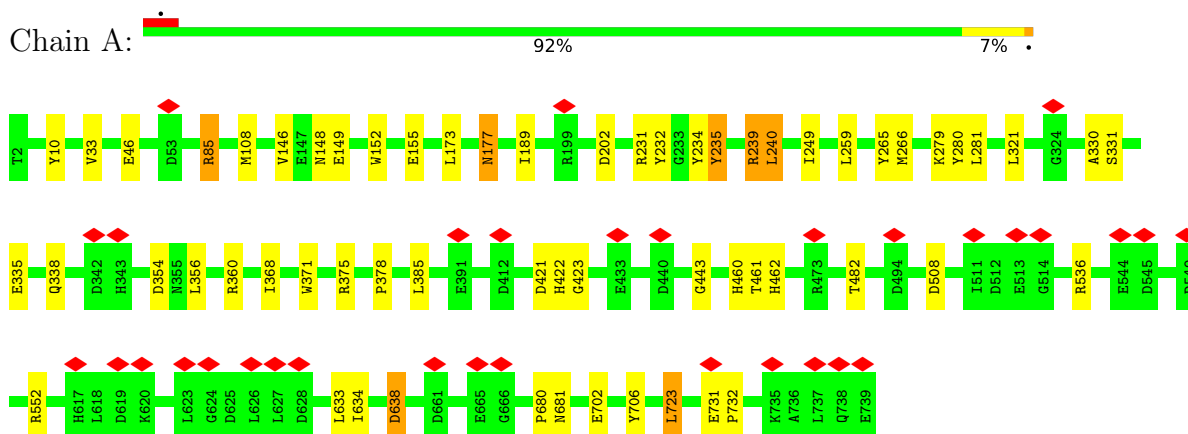 Chain A:
92%
7%
T2 Y10 V33 E46 D53 R85 M108 V146 E147 N148 E149 W152 E155 L173 N177 I189 R199 D202 R231 Y232 G233 Y234 Y235 R239 L240 I249 L259 Y265 M266 K279 Y280 L281 L321 G324 A330 S331
E335 Q338 D342 H343 D354 N355 L356 R360 I368 W371 R375 P378 L385 E391 D412 D421 H422 G423 E433 D440 G443 H460 T461 H462 R473 T482 D494 D508 I511 D512 E513 G514 R536 E544 D545
R552 H617 L618 D619 K620 L623 G624 D625 L626 L627 D628 L633 I634 D638 D661 E665 G666 P680 N681 E702 Y706 L723 E731 P732 K735 A736 L737 Q738 E739